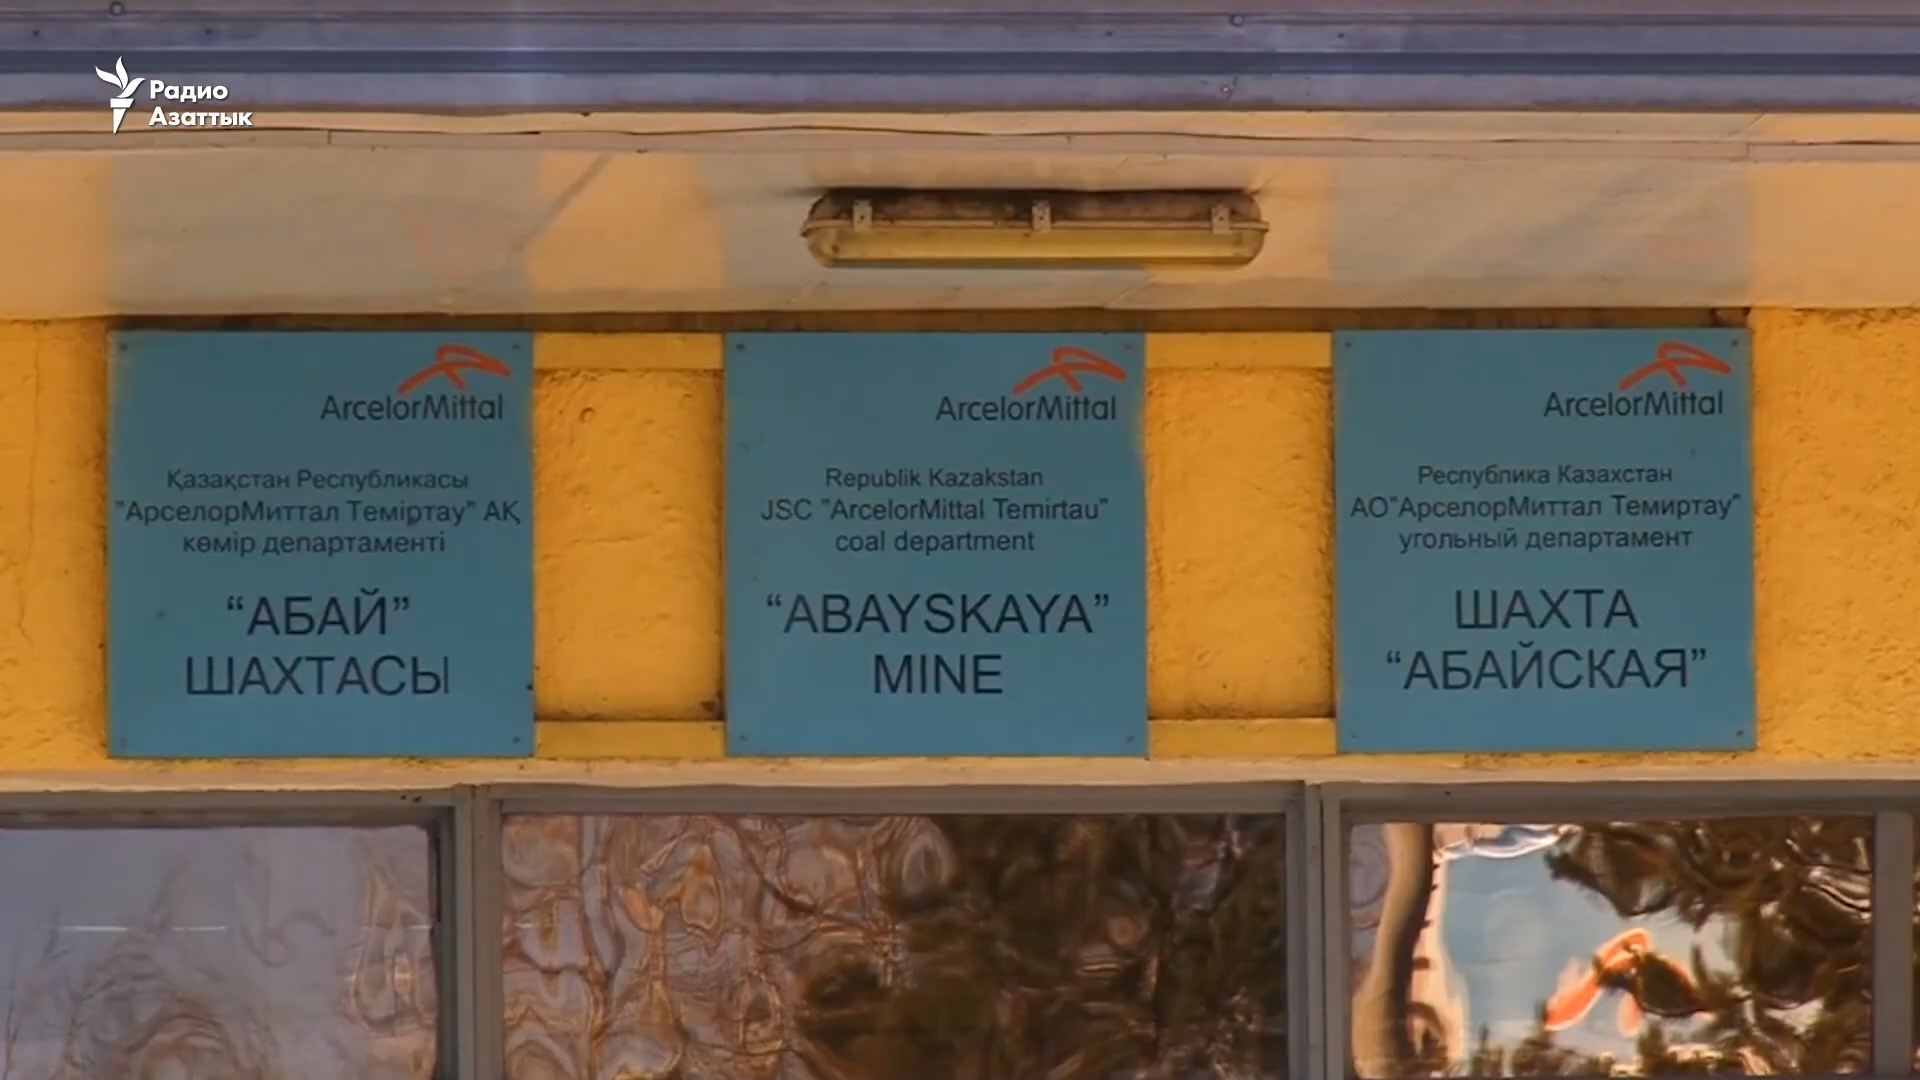 Радио
Азаттык
ArcelorMittal
Қазақстан Республикасы
"АрселорМиттал Теміртау" АҚ
көмір департаменті
“АБАЙ”
ШАХТАСЫ
ArcelorMittal
Republik Kazakstan
JSC "ArcelorMittal Temirtau"
coal department
“ABAYSKAYA”
MINE
ArcelorMittal
Республика Казахстан
АО"АрселорМиттал Темиртау"
угольный департамент
ШАХТА
“АБАЙСКАЯ”